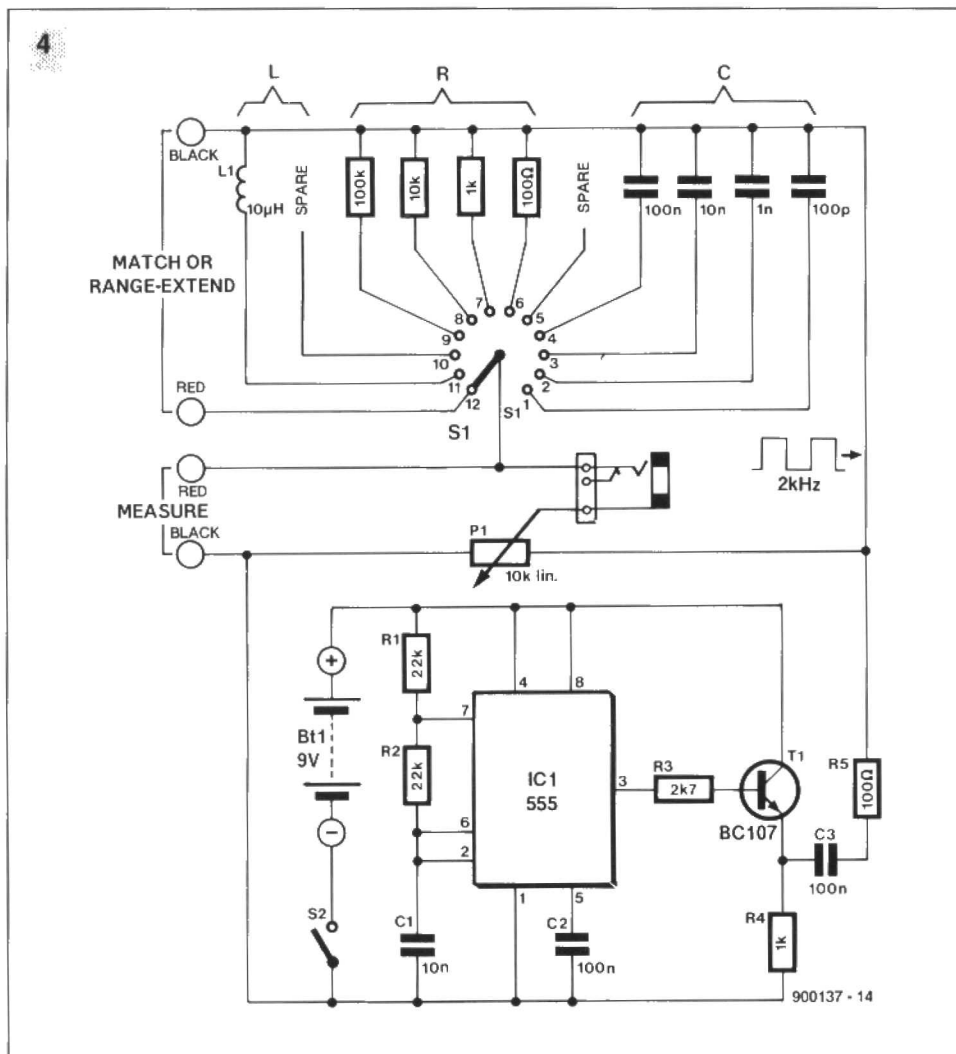 4
L
R
C
BLACK
L1
10µH
SPARE
100k
10k
1k
100Ω
SPARE
100n
10n
1n
100p
MATCH OR
RANGE-EXTEND
7
6
8
5
9
4
10
3
11
2
12
1
RED
S1
S1
2kHz
RED
MEASURE
BLACK
P1
10k lin.
R1
22k
4
8
+
7
Bt1
9V
R2
22k
IC1
555
3
R3
2k7
T1
R5
100Ω
6
BC107
−
2
C3
100n
1
5
S2
C1
10n
C2
100n
R4
1k
900137 - 14